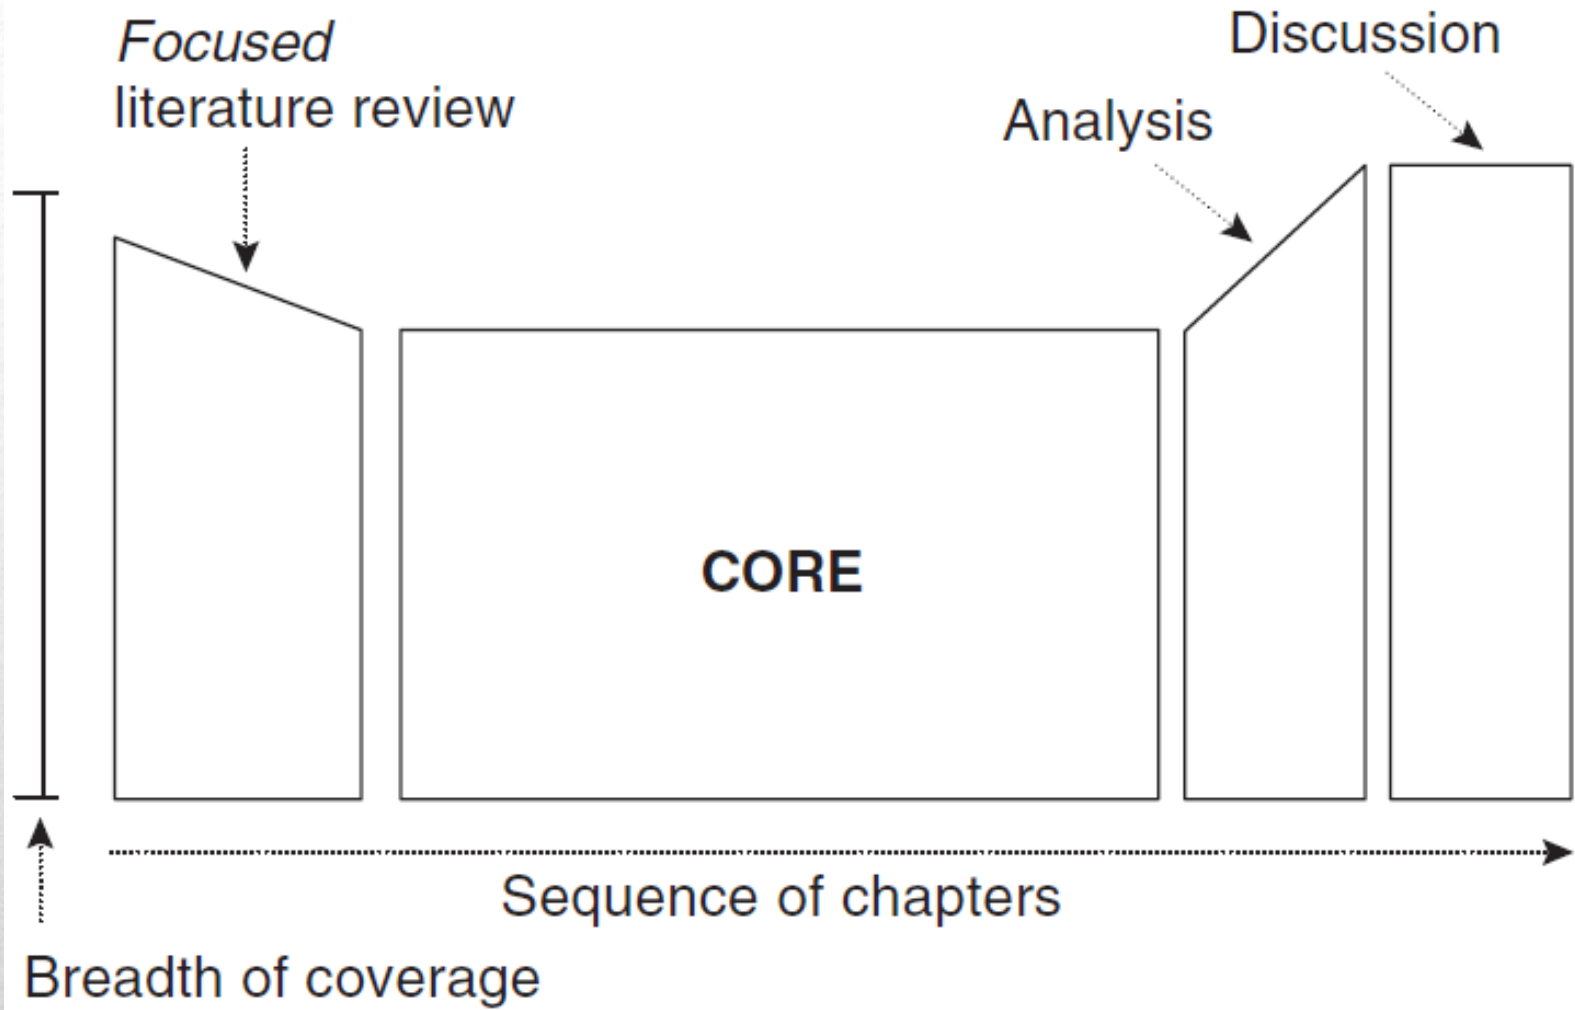 Focused
literature review
Discussion
Analysis
CORE
Sequence of chapters
Breadth of coverage